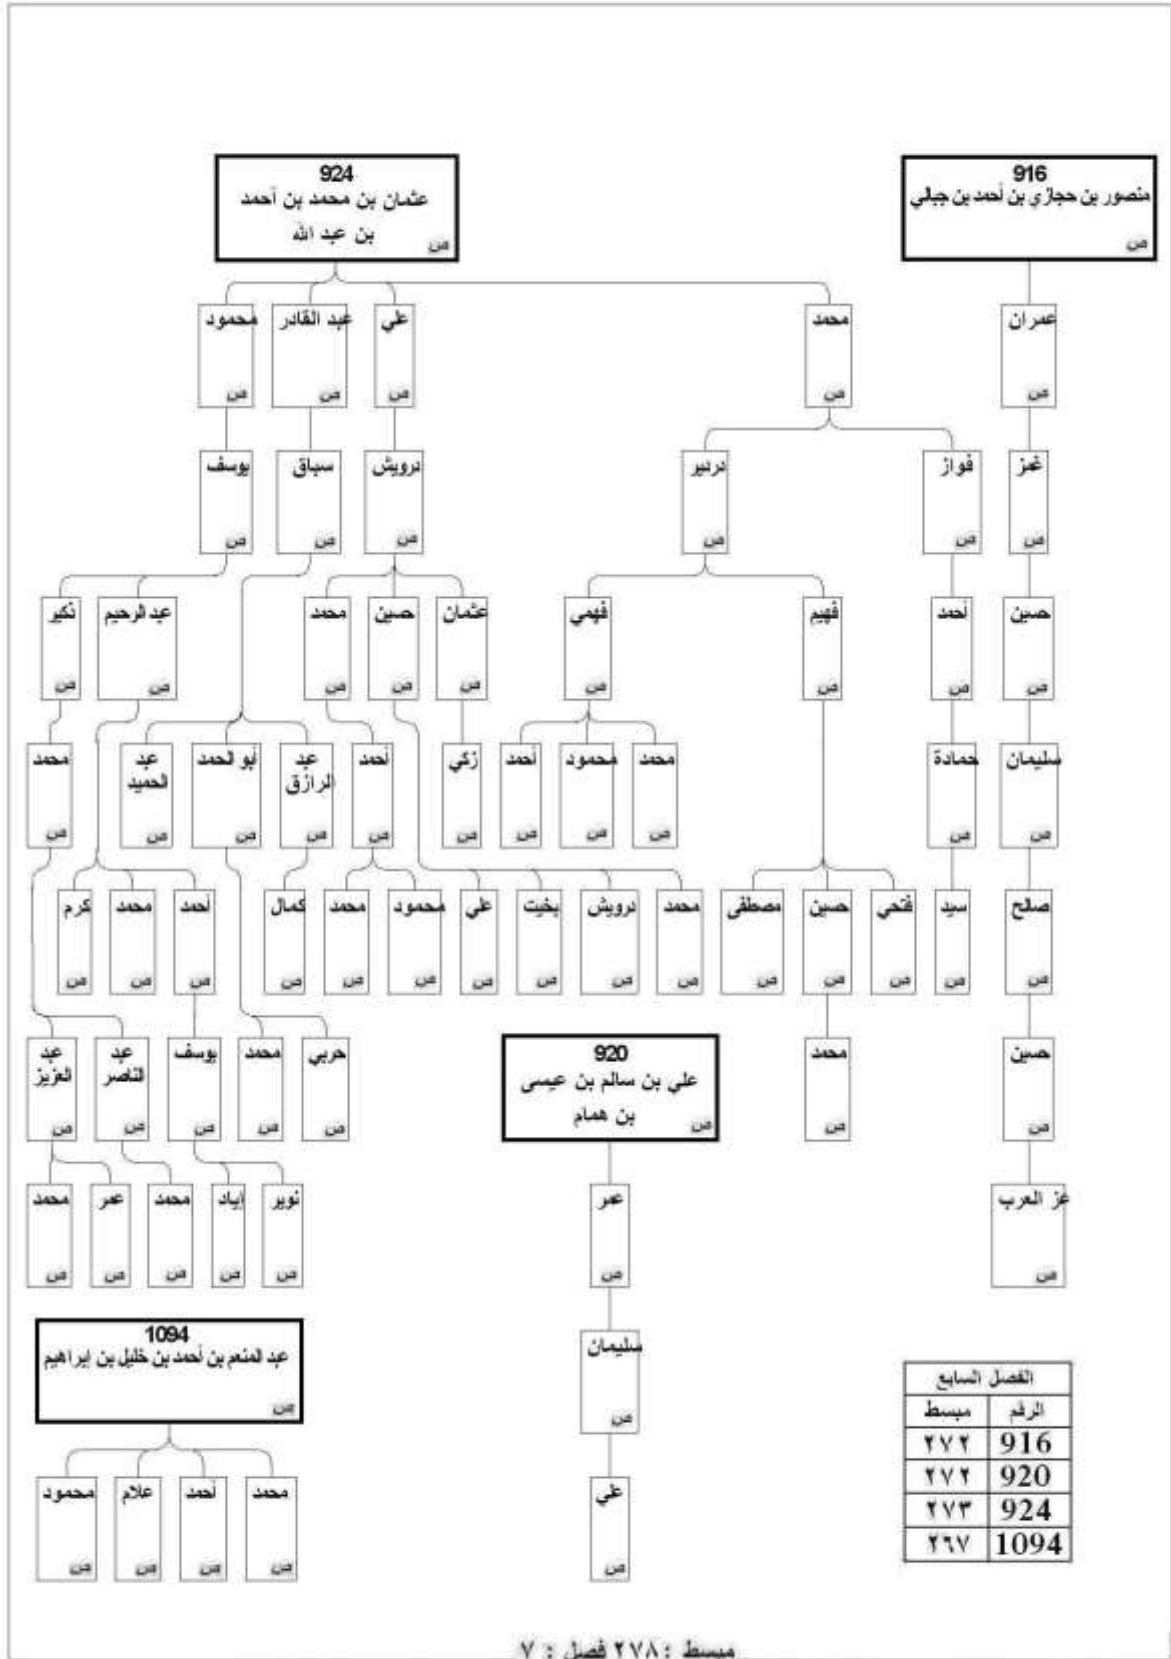 916
منصور بن حجازي بن أحمد بن جبالي
ص
924
عثمان بن محمد بن أحمد
بن عبد الله
ص
عمران
ص
محمد
ص
علي
ص
عبد القادر
ص
محمود
ص
غمز
ص
فواز
ص
دردير
ص
درويش
ص
سباق
ص
يوسف
ص
حسين
ص
أحمد
ص
فهيم
ص
فهمي
ص
عثمان
ص
حسين
ص
محمد
ص
عبد الرحيم
ص
ذكير
ص
سليمان
ص
حمادة
ص
محمد
ص
محمود
ص
أحمد
ص
زكي
ص
أحمد
ص
عبد
الرازق
ص
أبو الحمد
ص
عبد
الحميد
ص
محمد
ص
صالح
ص
سيد
ص
فتحي
ص
حسين
ص
مصطفى
ص
محمد
ص
درويش
ص
بخيت
ص
علي
ص
محمود
ص
محمد
ص
كمال
ص
أحمد
ص
محمد
ص
كرم
ص
حسين
ص
محمد
ص
920
علي بن سالم بن عيسى
بن همام
ص
حربي
ص
محمد
ص
يوسف
ص
عبد
الناصر
ص
عبد
العزيز
ص
عز العرب
ص
عمر
ص
نوير
ص
إياد
ص
محمد
ص
عمر
ص
محمد
ص
سليمان
ص
1094
عبد المنعم بن أحمد بن خليل بن إبراهيم
ص
علي
ص
محمد
ص
أحمد
ص
علام
ص
محمود
ص
الفصل السابع
الرقم مبسط
916 ٢٧٢
920 ٢٧٢
924 ٢٧٣
1094 ٢٦٧
مبسط : ٢٧٨ فصل : ٧